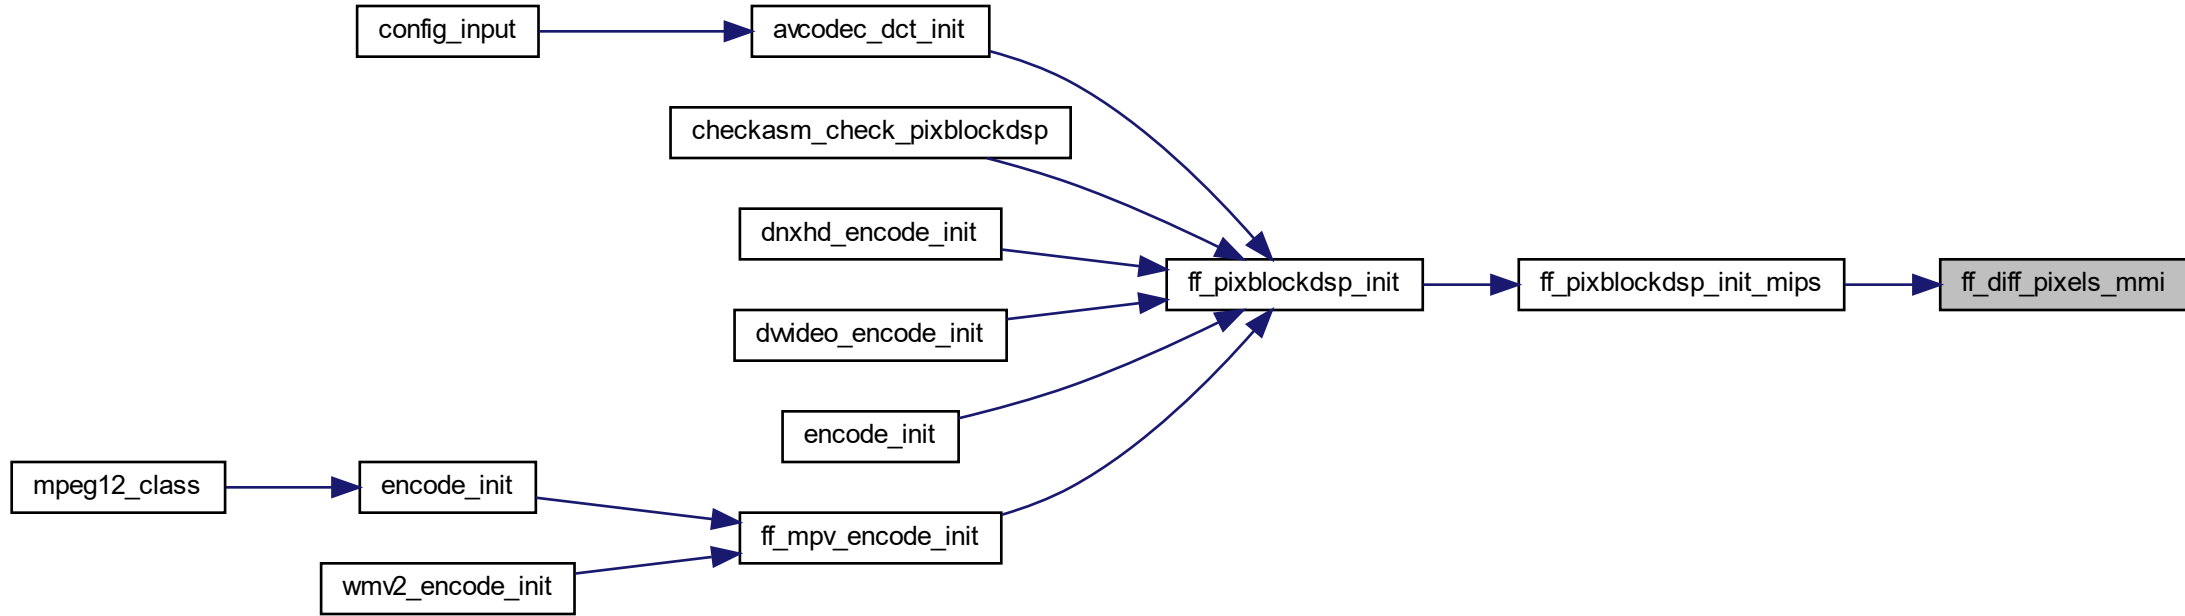 config_input
avcodec_dct_init
checkasm_check_pixblockdsp
dnxhd_encode_init
ff_pixblockdsp_init
ff_pixblockdsp_init_mips
ff_diff_pixels_mmi
dvvideo_encode_init
encode_init
mpeg12_class
encode_init
ff_mpv_encode_init
wmv2_encode_init